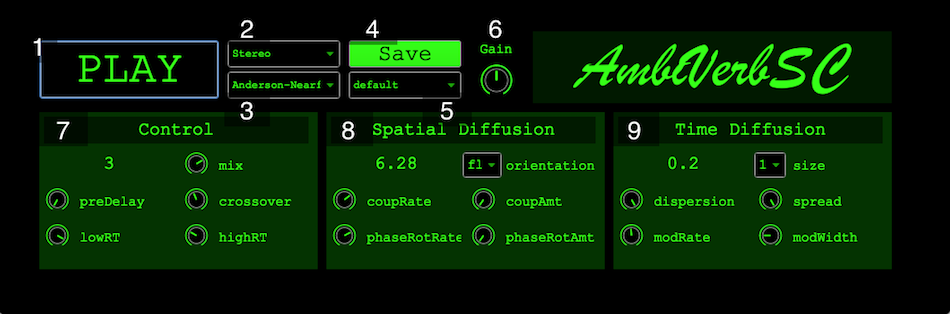 1
2
4
6
PLAY
Stereo
Save
Gain
AmbiVerbSC
Anderson-Nearf
default
3
5
7 Control
8 Spatial Diffusion
9 Time Diffusion
3 mix
6.28 fl orientation
0.2 1 size
preDelay crossover
coupRate coupAmt
dispersion spread
lowRT highRT
phaseRotRate phaseRotAmt
modRate modWidth